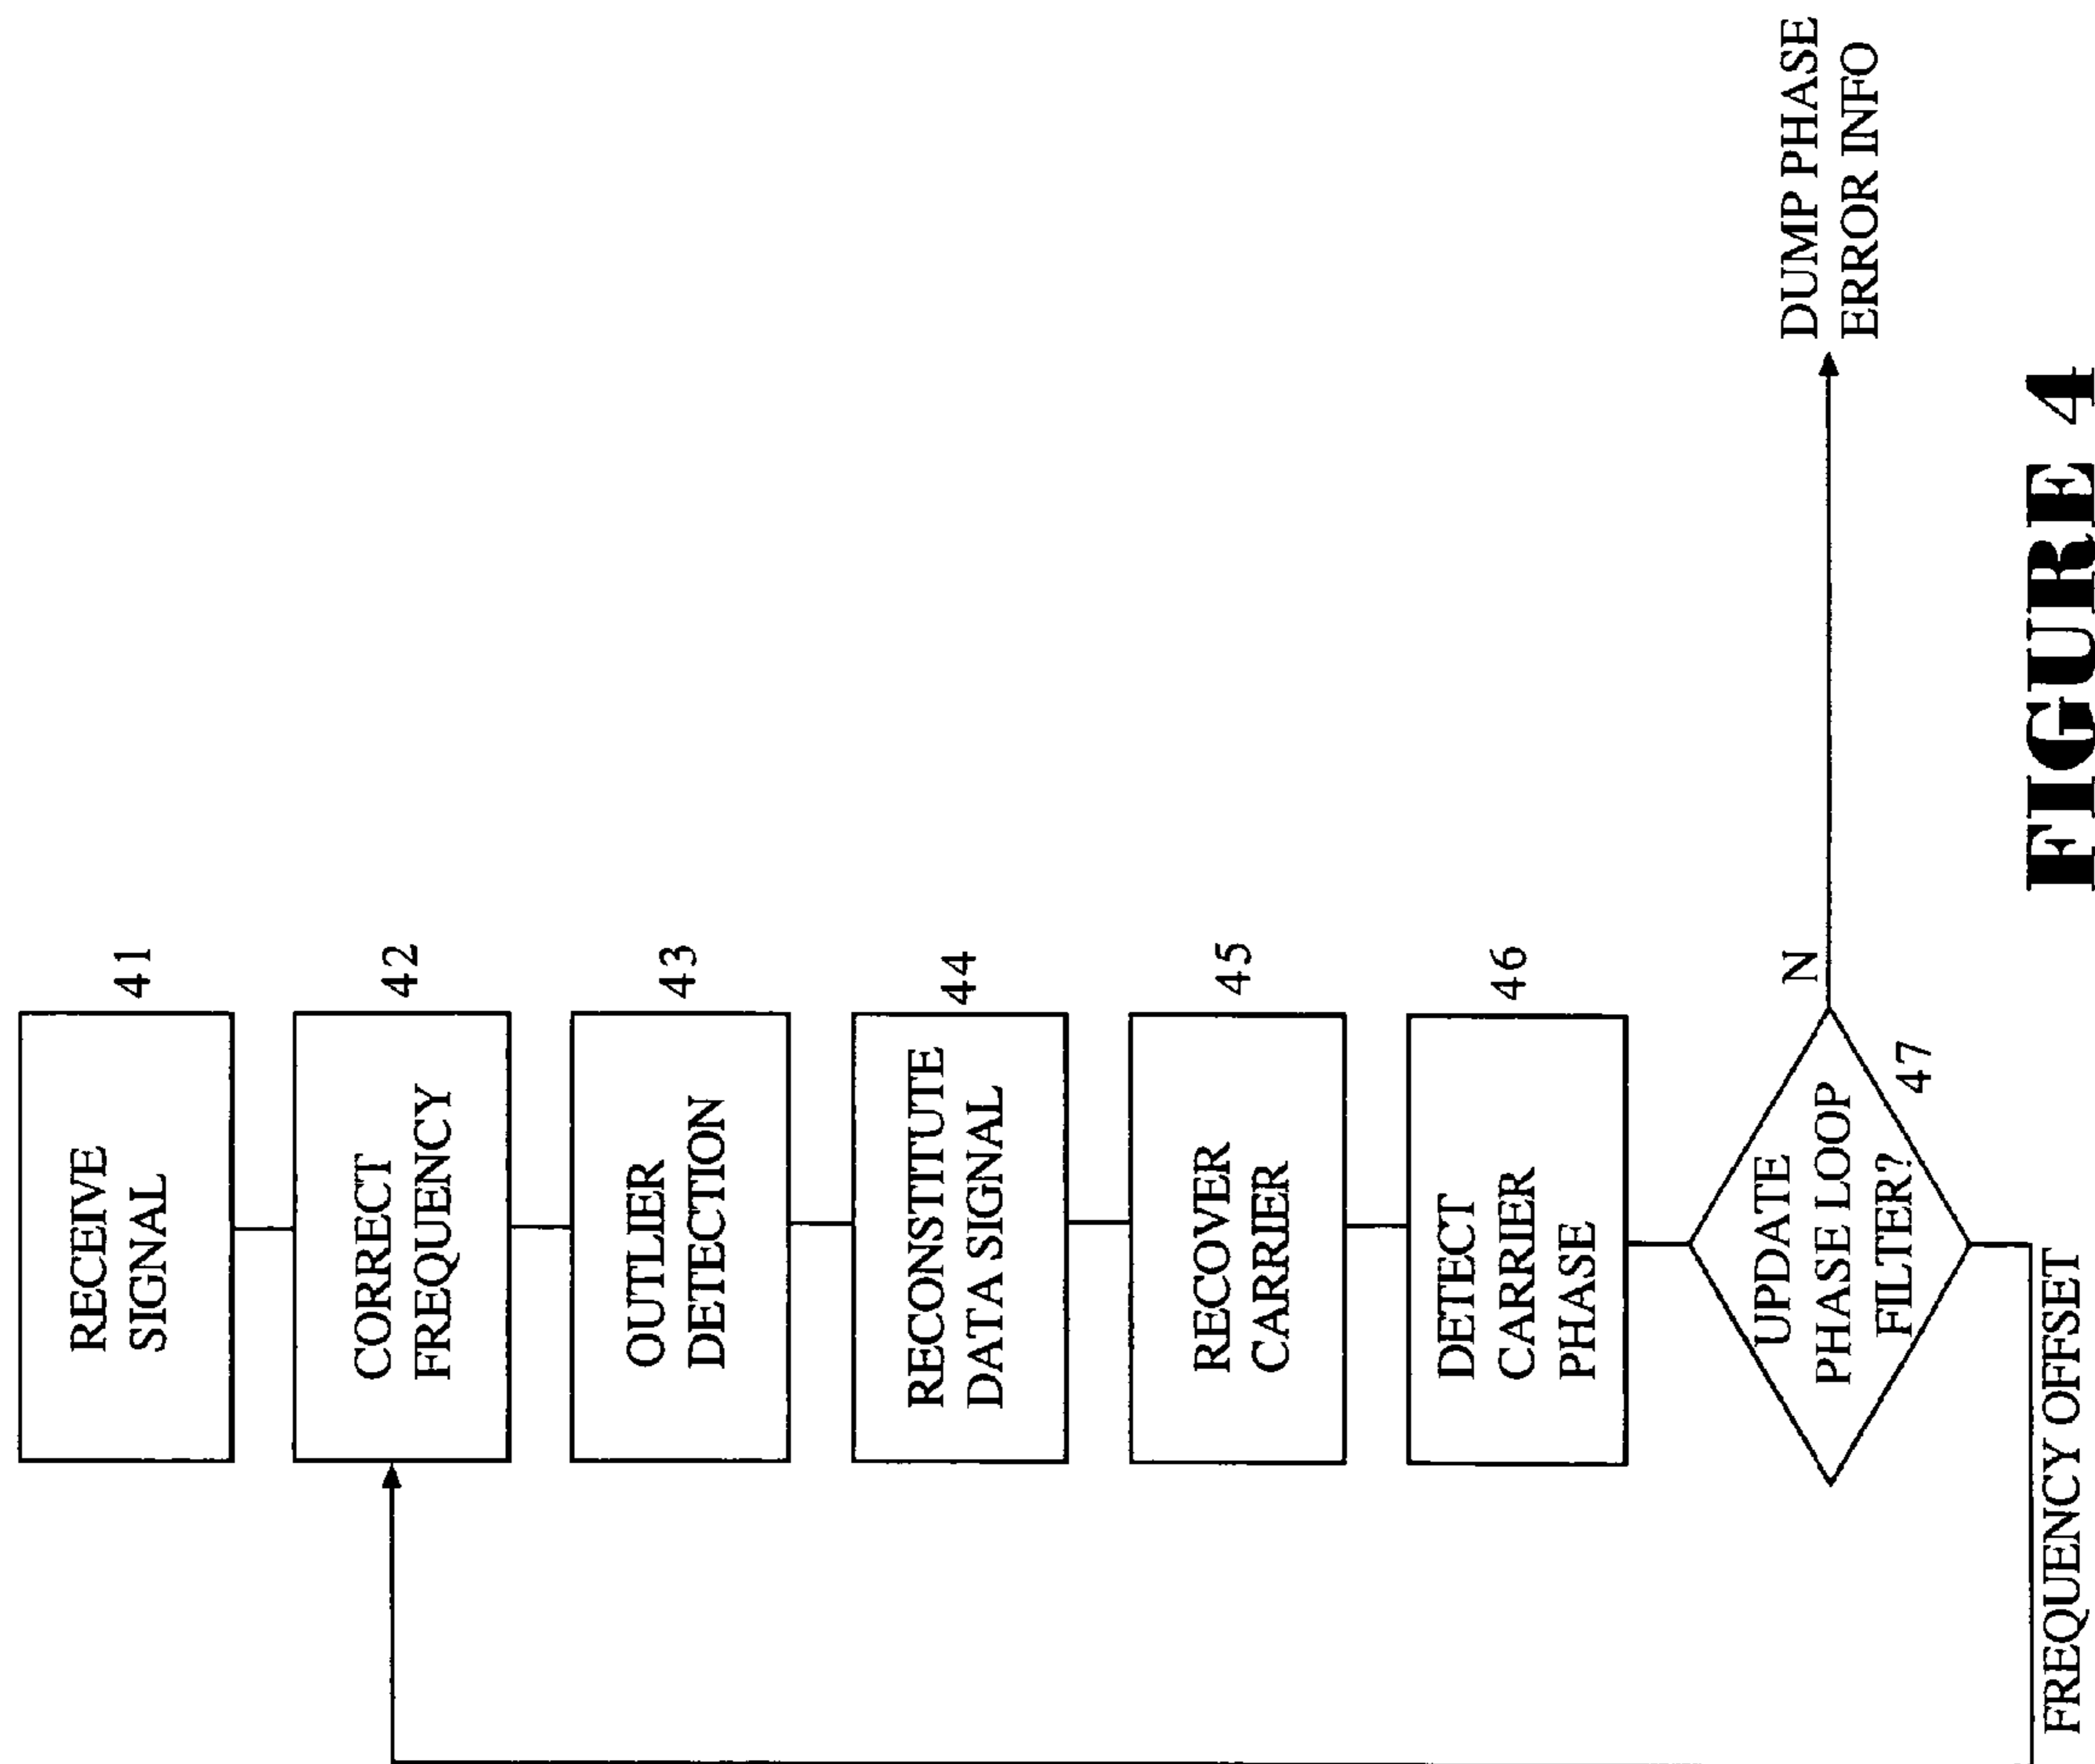 41
RECEIVE
SIGNAL
42
CORRECT
FREQUENCY
43
OUTLIER
DETECTION
44
RECONSTITUTE
DATA SIGNAL
45
RECOVER
CARRIER
46
DETECT
CARRIER
PHASE
N
UPDATE
PHASE LOOP
FILTER?
47
DUMP PHASE
ERROR INFO
FREQUENCY OFFSET
FIGURE 4